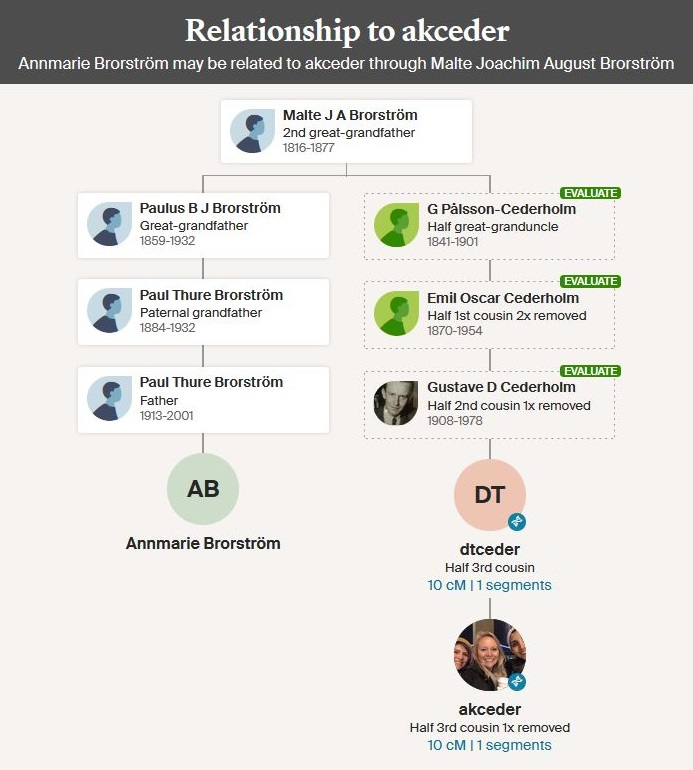 Relationship to akceder
Annmarie Brorström may be related to akceder through Malte Joachim August Brorström
Malte J A Brorström
2nd great-grandfather
1816-1877
Paulus B J Brorström
Great-grandfather
1859-1932
Paul Thure Brorström
Paternal grandfather
1884-1932
Paul Thure Brorström
Father
1913-2001
AB
Annmarie Brorström
EVALUATE
G Pålsson-Cederholm
Half great-granduncle
1841-1901
EVALUATE
Emil Oscar Cederholm
Half 1st cousin 2x removed
1870-1954
EVALUATE
Gustave D Cederholm
Half 2nd cousin 1x removed
1908-1978
DT
dtceder
Half 3rd cousin
10 cM | 1 segments
akceder
Half 3rd cousin 1x removed
10 cM | 1 segments